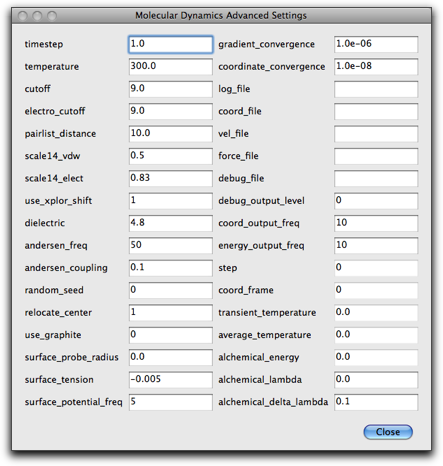 Molecular Dynamics Advanced Settings
timestep 1.0 gradient_convergence 1.0e-06
temperature 300.0 coordinate_convergence 1.0e-08
cutoff 9.0 log_file
electro_cutoff 9.0 coord_file
pairlist_distance 10.0 vel_file
scale14_vdw 0.5 force_file
scale14_elect 0.83 debug_file
use_xplor_shift 1 debug_output_level 0
dielectric 4.8 coord_output_freq 10
andersen_freq 50 energy_output_freq 10
andersen_coupling 0.1 step 0
random_seed 0 coord_frame 0
relocate_center 1 transient_temperature 0.0
use_graphite 0 average_temperature 0.0
surface_probe_radius 0.0 alchemical_energy 0.0
surface_tension -0.005 alchemical_lambda 0.0
surface_potential_freq 5 alchemical_delta_lambda 0.1
Close